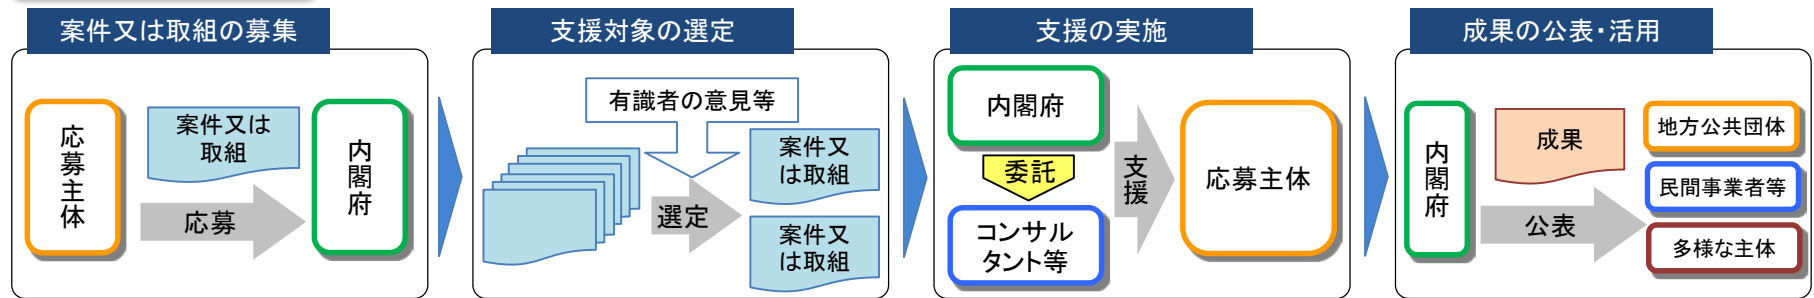 案件又は取組の募集
応募主体
案件又は
取組
応募
内閣府
支援対象の選定
有識者の意見等
選定
案件又
は取組
案件又
は取組
支援の実施
内閣府
委託
コンサル
タント等
支援
応募主体
成果の公表・活用
内閣府
成果
公表
地方公共団体
民間事業者等
多様な主体